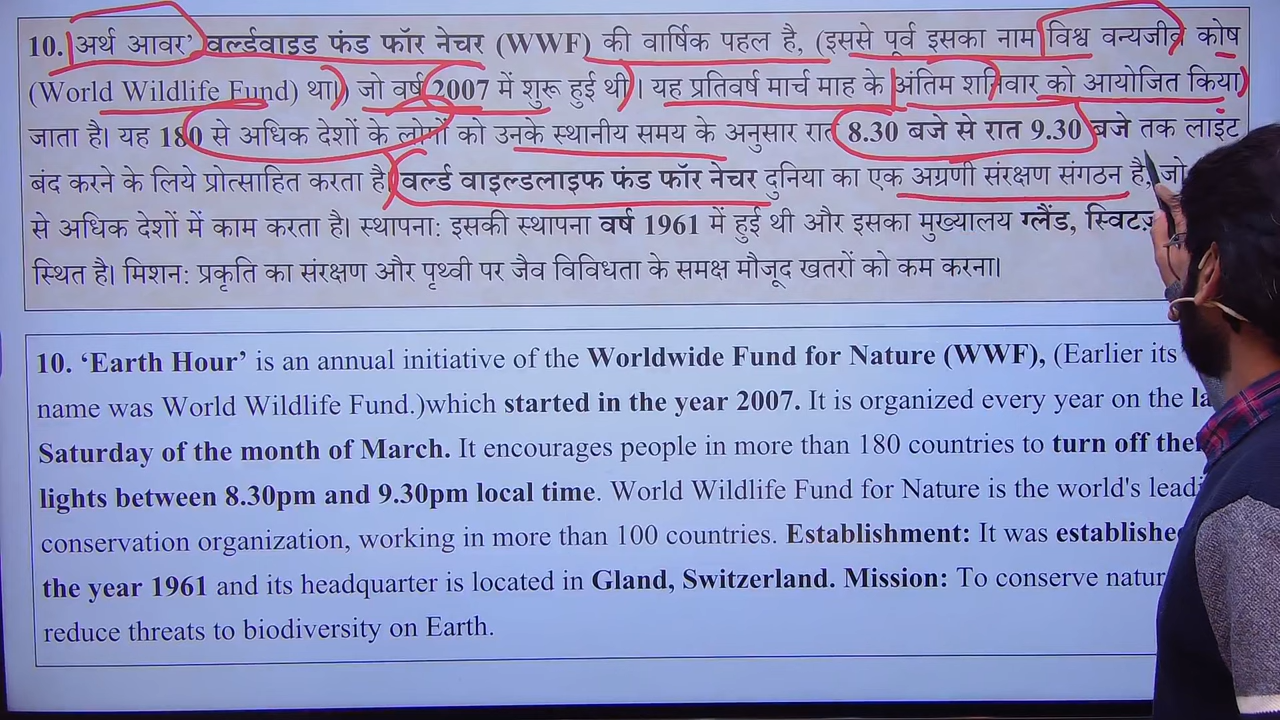 10. अर्थ आवर’ वर्ल्डवाइड फंड फॉर नेचर (WWF) की वार्षिक पहल है, (इससे पूर्व इसका नाम विश्व वन्यजीव कोष
(World Wildlife Fund) था) जो वर्ष 2007 में शुरू हुई थी। यह प्रतिवर्ष मार्च माह के अंतिम शनिवार को आयोजित किया
जाता है। यह 180 से अधिक देशों के लोगों को उनके स्थानीय समय के अनुसार रात 8.30 बजे से रात 9.30 बजे तक लाइट
बंद करने के लिये प्रोत्साहित करता है। वर्ल्ड वाइल्डलाइफ फंड फॉर नेचर दुनिया का एक अग्रणी संरक्षण संगठन है, जो
से अधिक देशों में काम करता है। स्थापना: इसकी स्थापना वर्ष 1961 में हुई थी और इसका मुख्यालय ग्लैंड,
स्थित है। मिशन: प्रकृति का संरक्षण और पृथ्वी पर जैव विविधता के समक्ष मौजूद खतरों को कम करना।
10. ‘Earth Hour’ is an annual initiative of the Worldwide Fund for Nature (WWF), (Earlier its
name was World Wildlife Fund.)which started in the year 2007. It is organized every year on the
Saturday of the month of March. It encourages people in more than 180 countries to turn off
lights between 8.30pm and 9.30pm local time. World Wildlife Fund for Nature is the world's
conservation organization, working in more than 100 countries. Establishment: It was
the year 1961 and its headquarter is located in Gland, Switzerland. Mission: To conserve
reduce threats to biodiversity on Earth.